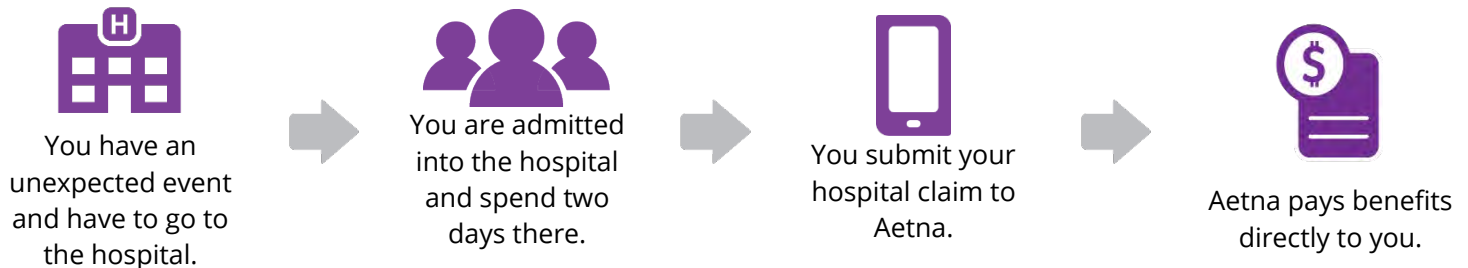 H
You have an
unexpected event
and have to go to
the hospital.
You are admitted
into the hospital
and spend two
days there.
You submit your
hospital claim to
Aetna.
$
Aetna pays benefits
directly to you.